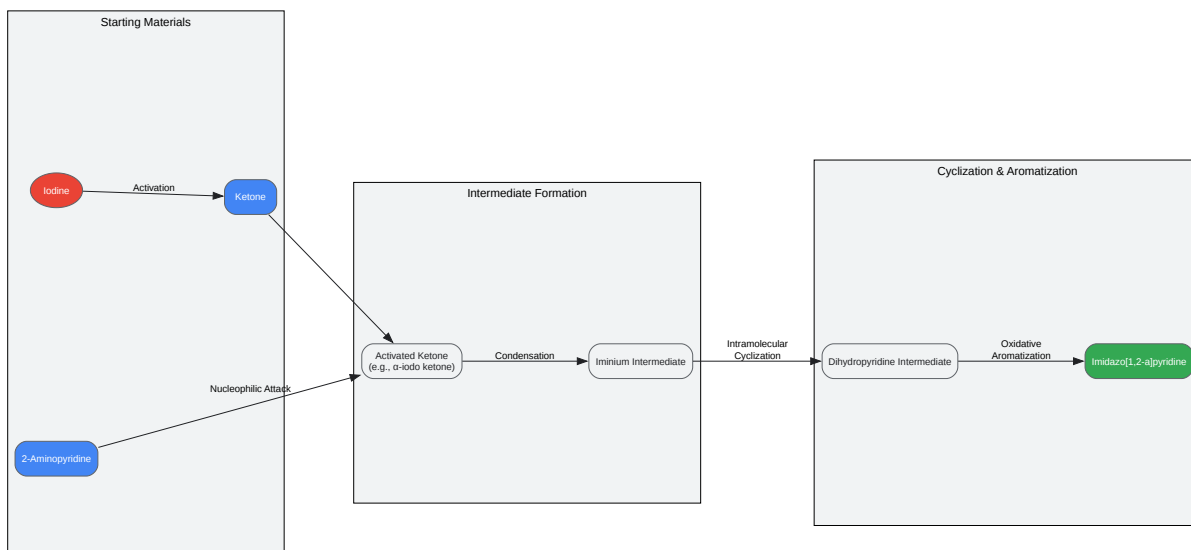 Starting Materials
Iodine
Activation
Ketone
Nucleophilic Attack
2-Aminopyridine
Intermediate Formation
Activated Ketone
(e.g., α-iodo ketone)
Condensation
Iminium Intermediate
Intramolecular
Cyclization
Cyclization & Aromatization
Dihydropyridine Intermediate
Oxidative
Aromatization
Imidazo[1,2-a]pyridine